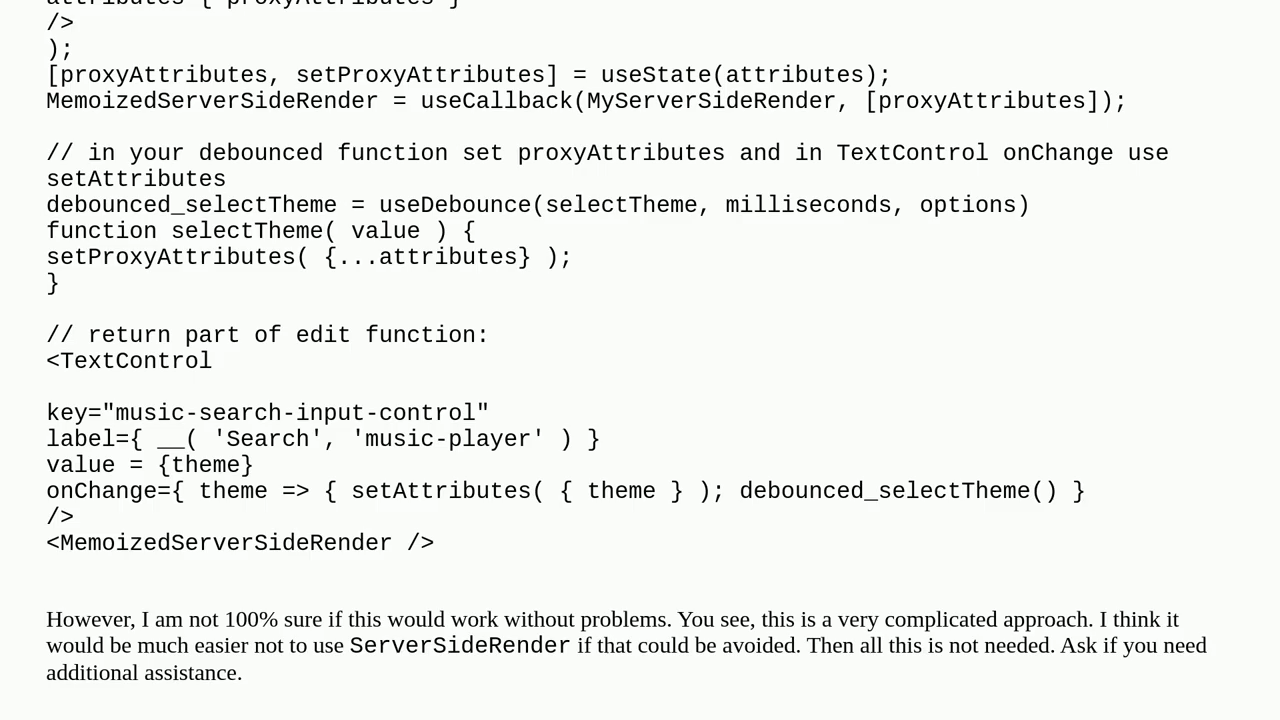 attributes = { proxyAttributes }
/>
);
[proxyAttributes, setProxyAttributes] = useState(attributes);
MemoizedServerSideRender = useCallback(MyServerSideRender, [proxyAttributes]);
// in your debounced function set proxyAttributes and in TextControl onChange use
setAttributes
debounced_selectTheme = useDebounce(selectTheme, milliseconds, options)
function selectTheme( value ) {
setProxyAttributes( {...attributes} );
}
// return part of edit function:
<TextControl
key="music-search-input-control"
label={ __( 'Search', 'music-player' ) }
value = {theme}
onChange={ theme => { setAttributes( { theme } ); debounced_selectTheme() }
/>
<MemoizedServerSideRender />
However, I am not 100% sure if this would work without problems. You see, this is a very complicated approach. I think it
would be much easier not to use ServerSideRender if that could be avoided. Then all this is not needed. Ask if you need
additional assistance.